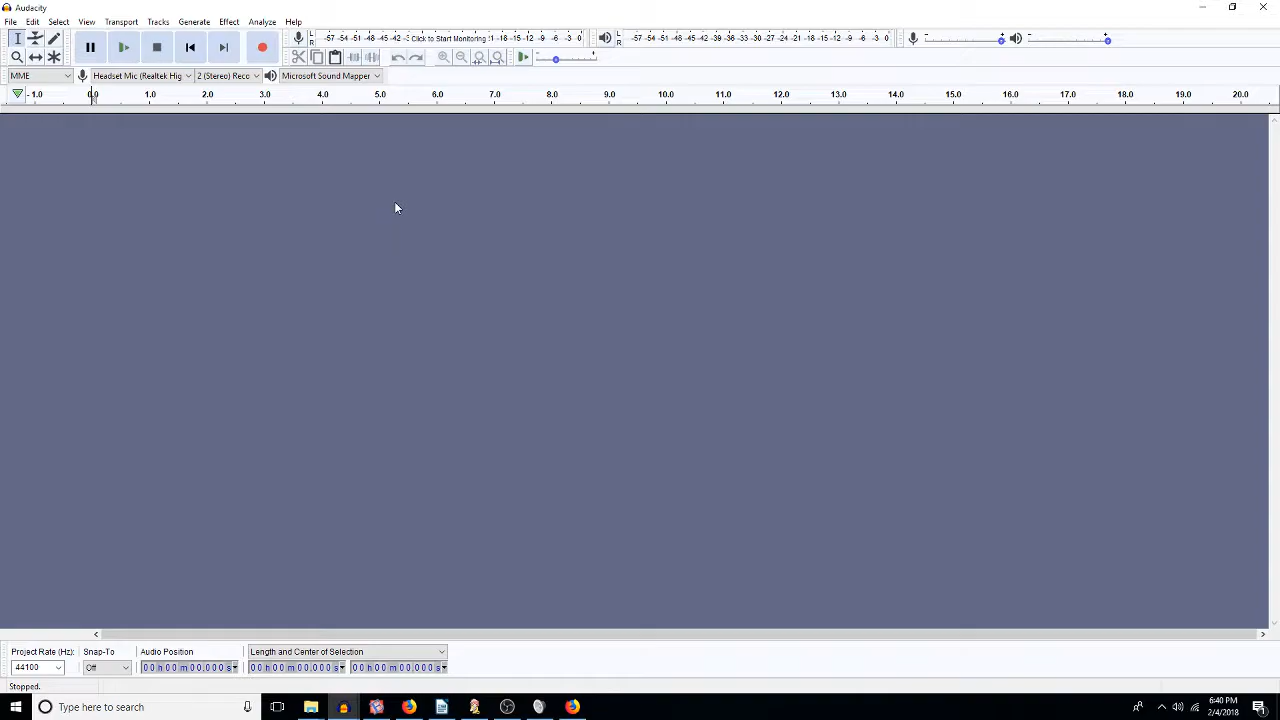 Audacity
File Edit Select View Transport Tracks Generate Effect Analyze Help
L R -57 -54 -51 -48 -45 -42 -3 Click to Start Monitoring 1 -18 -15 -12 -9 -6 -3 0
L R -57 -54 -51 -48 -45 -42 -39 -36 -33 -30 -27 -24 -21 -18 -15 -12 -9 -6 -3 0
- + - +
- +
MME Headset Mic (Realtek Hig 2 (Stereo) Reco Microsoft Sound Mapper
- 1.0 0.0 1.0 2.0 3.0 4.0 5.0 6.0 7.0 8.0 9.0 10.0 11.0 12.0 13.0 14.0 15.0 16.0 17.0 18.0 19.0 20.0
Project Rate (Hz): Snap-To Audio Position Length and Center of Selection
44100 Off 00 h 00 m 00.000 s 00 h 00 m 00.000 s 00 h 00 m 00.000 s
Stopped.
Type here to search
6:40 PM
2/4/2018